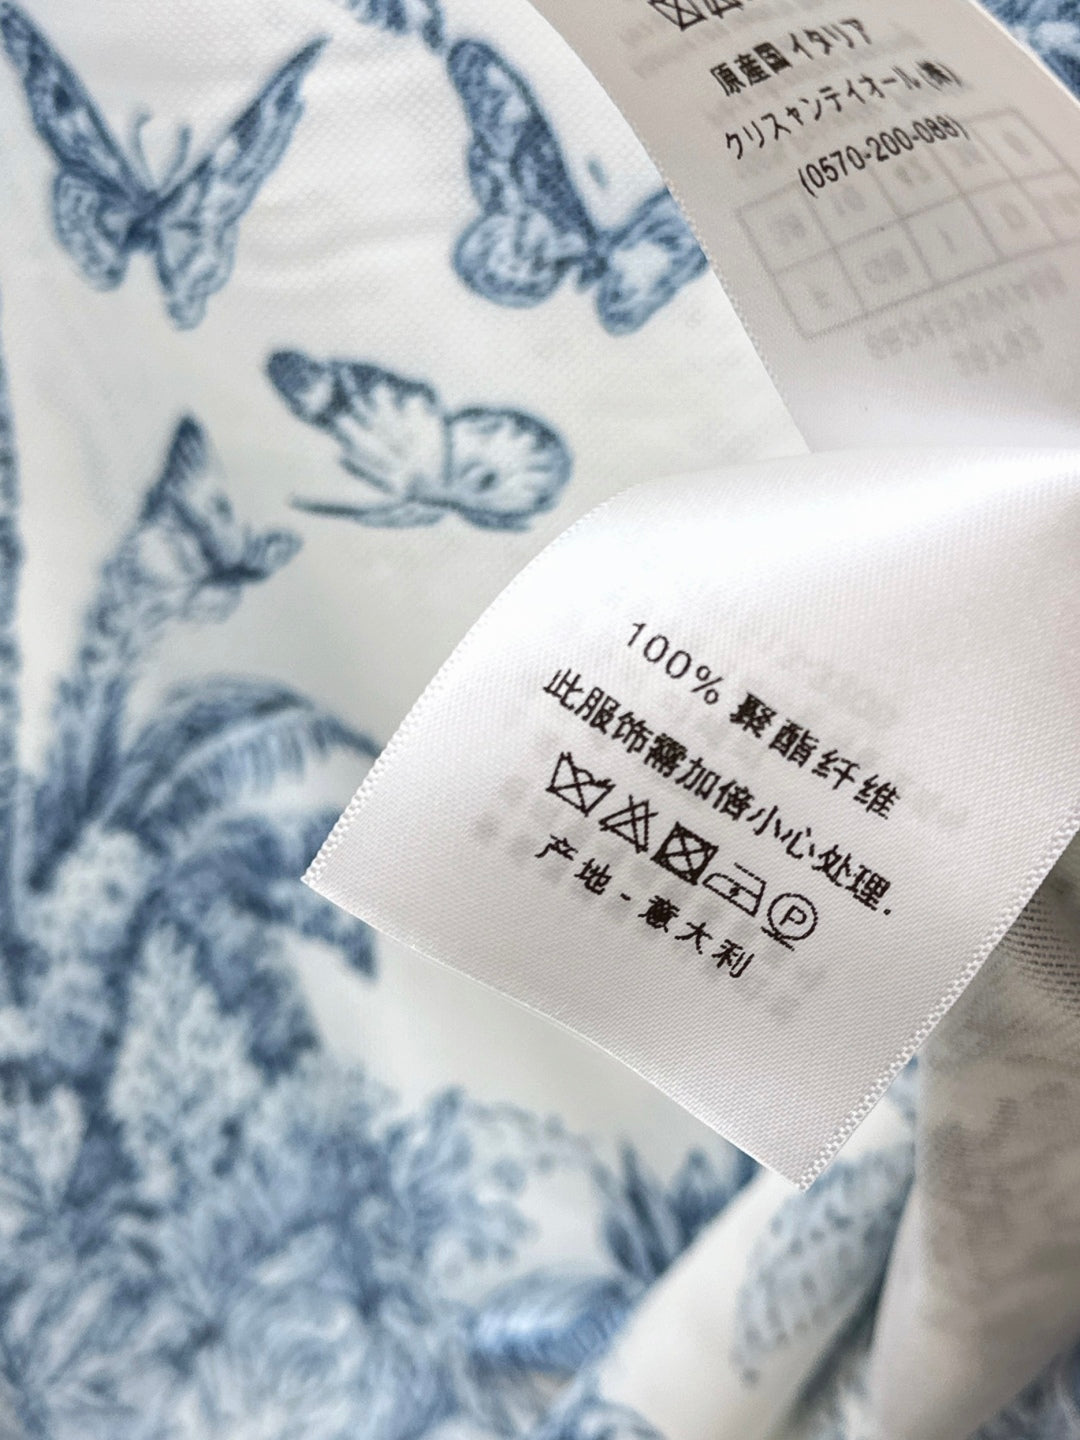 原産国 イタリア
クリスチャンディオール(株)
(0570-200-088)
100% 聚酯纤维
此服饰需加倍小心处理.
P
产地 - 意大利